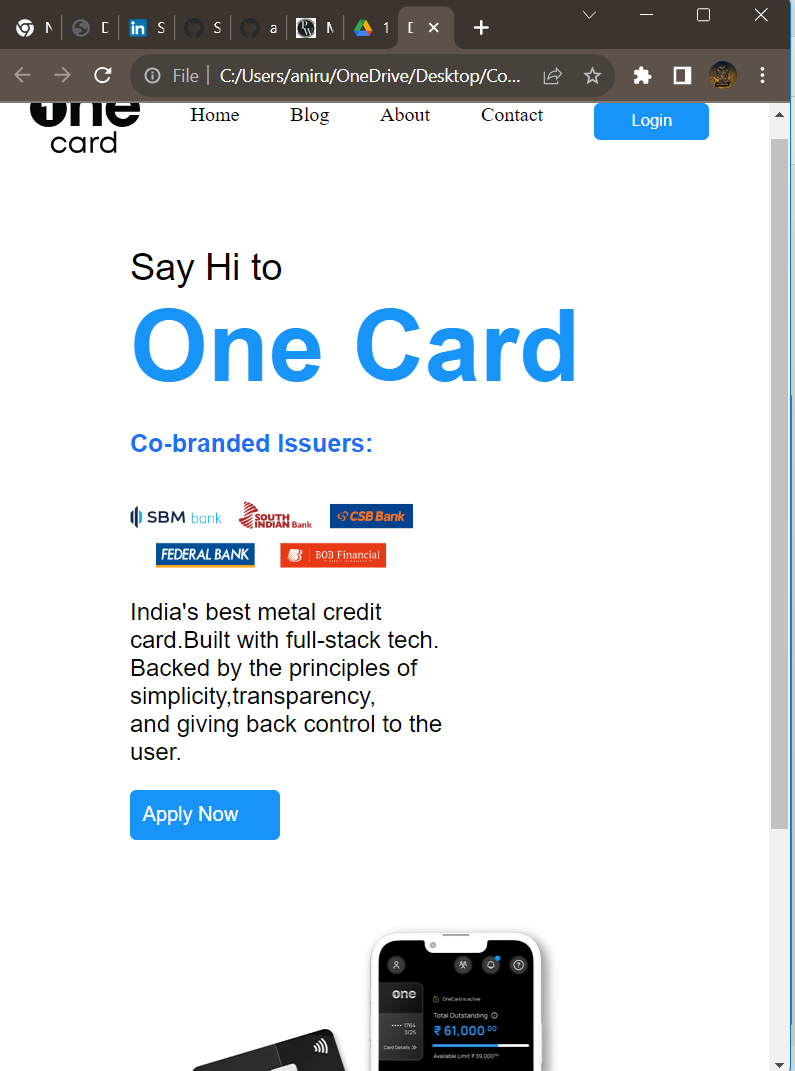 N
D
in
S
S
a
N
1
D
File
C:/Users/aniru/OneDrive/Desktop/Co...
one
card
Home
Blog
About
Contact
Login
Say Hi to
One Card
Co-branded Issuers:
SBM bank
SOUTH
INDIAN Bank
CSB Bank
FEDERAL BANK
BOB Financial
India's best metal credit
card.Built with full-stack tech.
Backed by the principles of
simplicity,transparency,
and giving back control to the
user.
Apply Now
one
OneCard is active
•••• 1764
3/25
Card Details
Total Outstanding
₹ 61,000.00
Available Limit ₹ 39,000.00